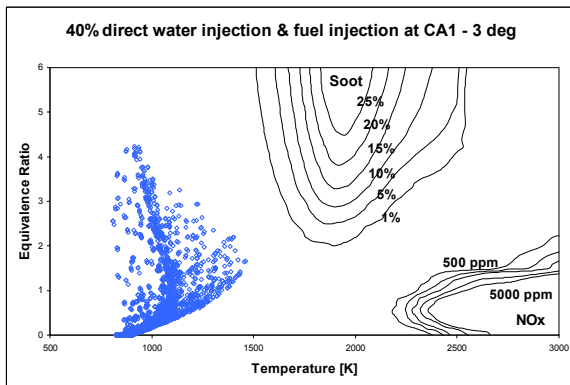 40% direct water injection & fuel injection at CA1 - 3 deg
6
5
4
3
2
1
0
Equivalence Ratio
Soot
25%
20%
15%
10%
5%
1%
500 ppm
5000 ppm
NOx
500 1000 1500 2000 2500 3000
Temperature [K]